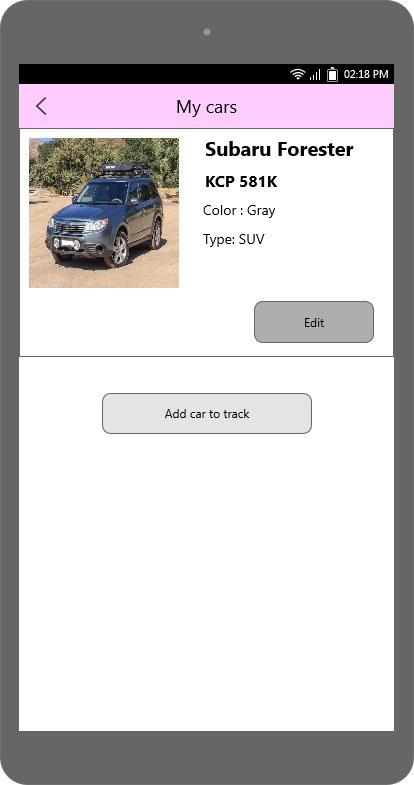 02:18 PM
My cars
Subaru Forester
KCP 581K
Color : Gray
Type: SUV
Edit
Add car to track